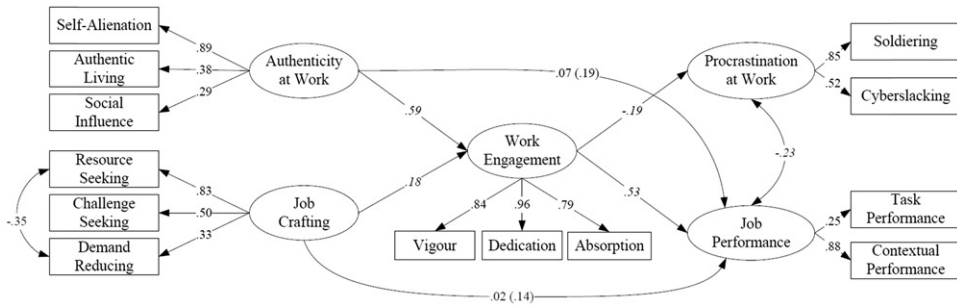 Self-Alienation
Authentic
Living
Social
Influence
.89
.38
.29
Authenticity
at Work
Resource
Seeking
Challenge
Seeking
Demand
Reducing
-.35
.83
.50
.33
Job
Crafting
.59
.18
.07 (.19)
.02 (.14)
Work
Engagement
.84
.96
.79
Vigour
Dedication
Absorption
-.19
.53
-.23
Procrastination
at Work
.85
.52
Soldiering
Cyberslacking
Job
Performance
.25
.88
Task
Performance
Contextual
Performance